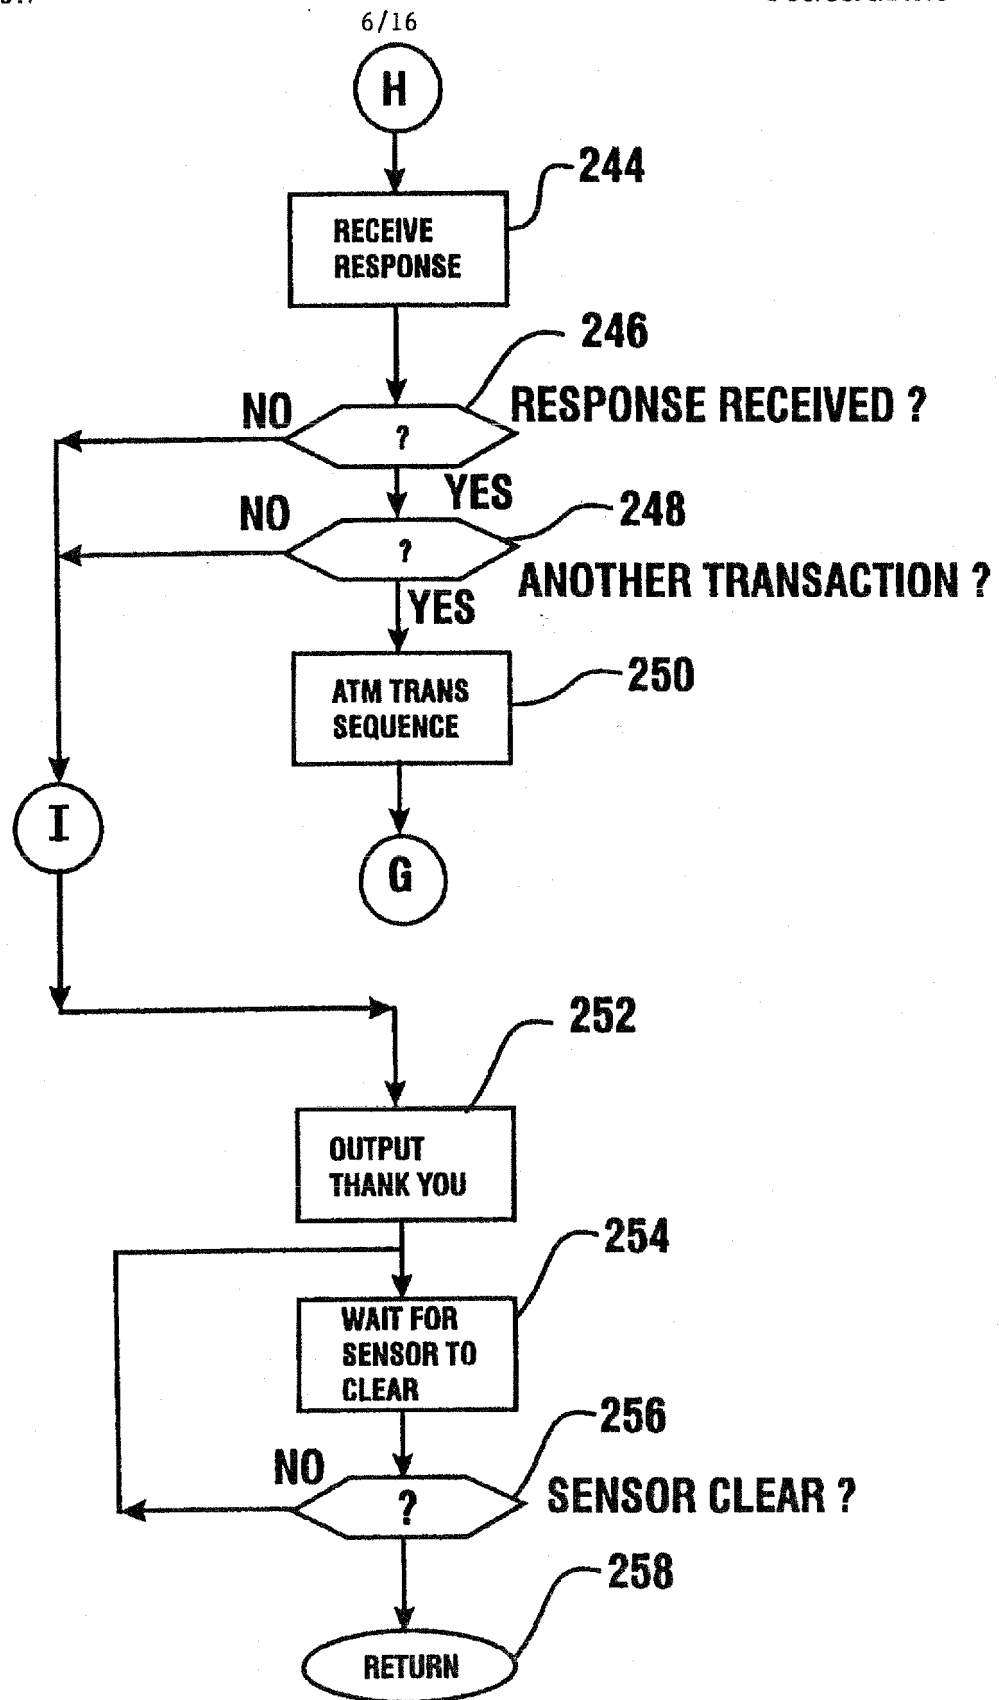 6/16
H
244
RECEIVE
RESPONSE
246
RESPONSE RECEIVED ?
NO
?
YES
248
NO
?
ANOTHER TRANSACTION ?
YES
250
ATM TRANS
SEQUENCE
I
G
252
OUTPUT
THANK YOU
254
WAIT FOR
SENSOR TO
CLEAR
256
NO
?
SENSOR CLEAR ?
258
RETURN